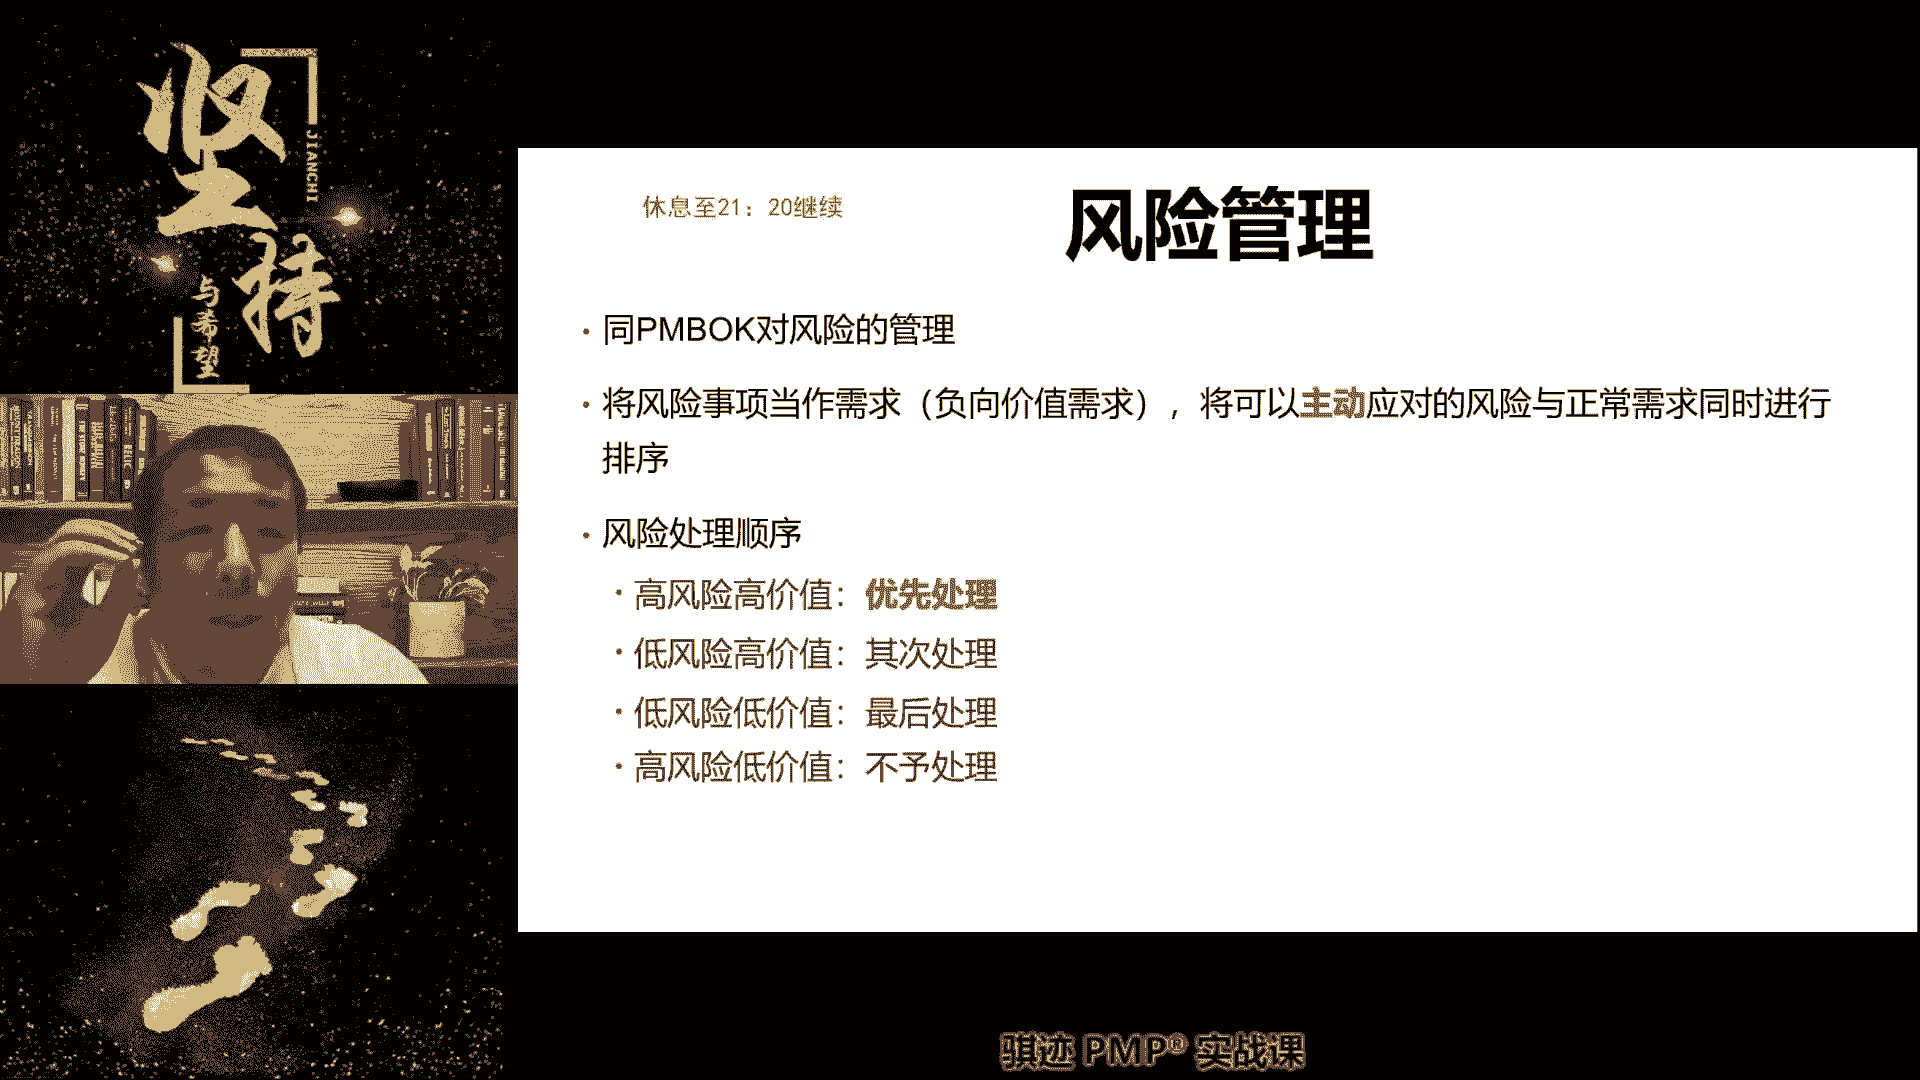 坚持
JIANCHI
与希望
休息至21：20继续
风险管理
·同PMBOK对风险的管理
·将风险事项当作需求（负向价值需求），将可以主动应对的风险与正常需求同时进行
排序
·风险处理顺序
·高风险高价值：优先处理
·低风险高价值：其次处理
·低风险低价值：最后处理
·高风险低价值：不予处理
骐迹 PMP® 实战课